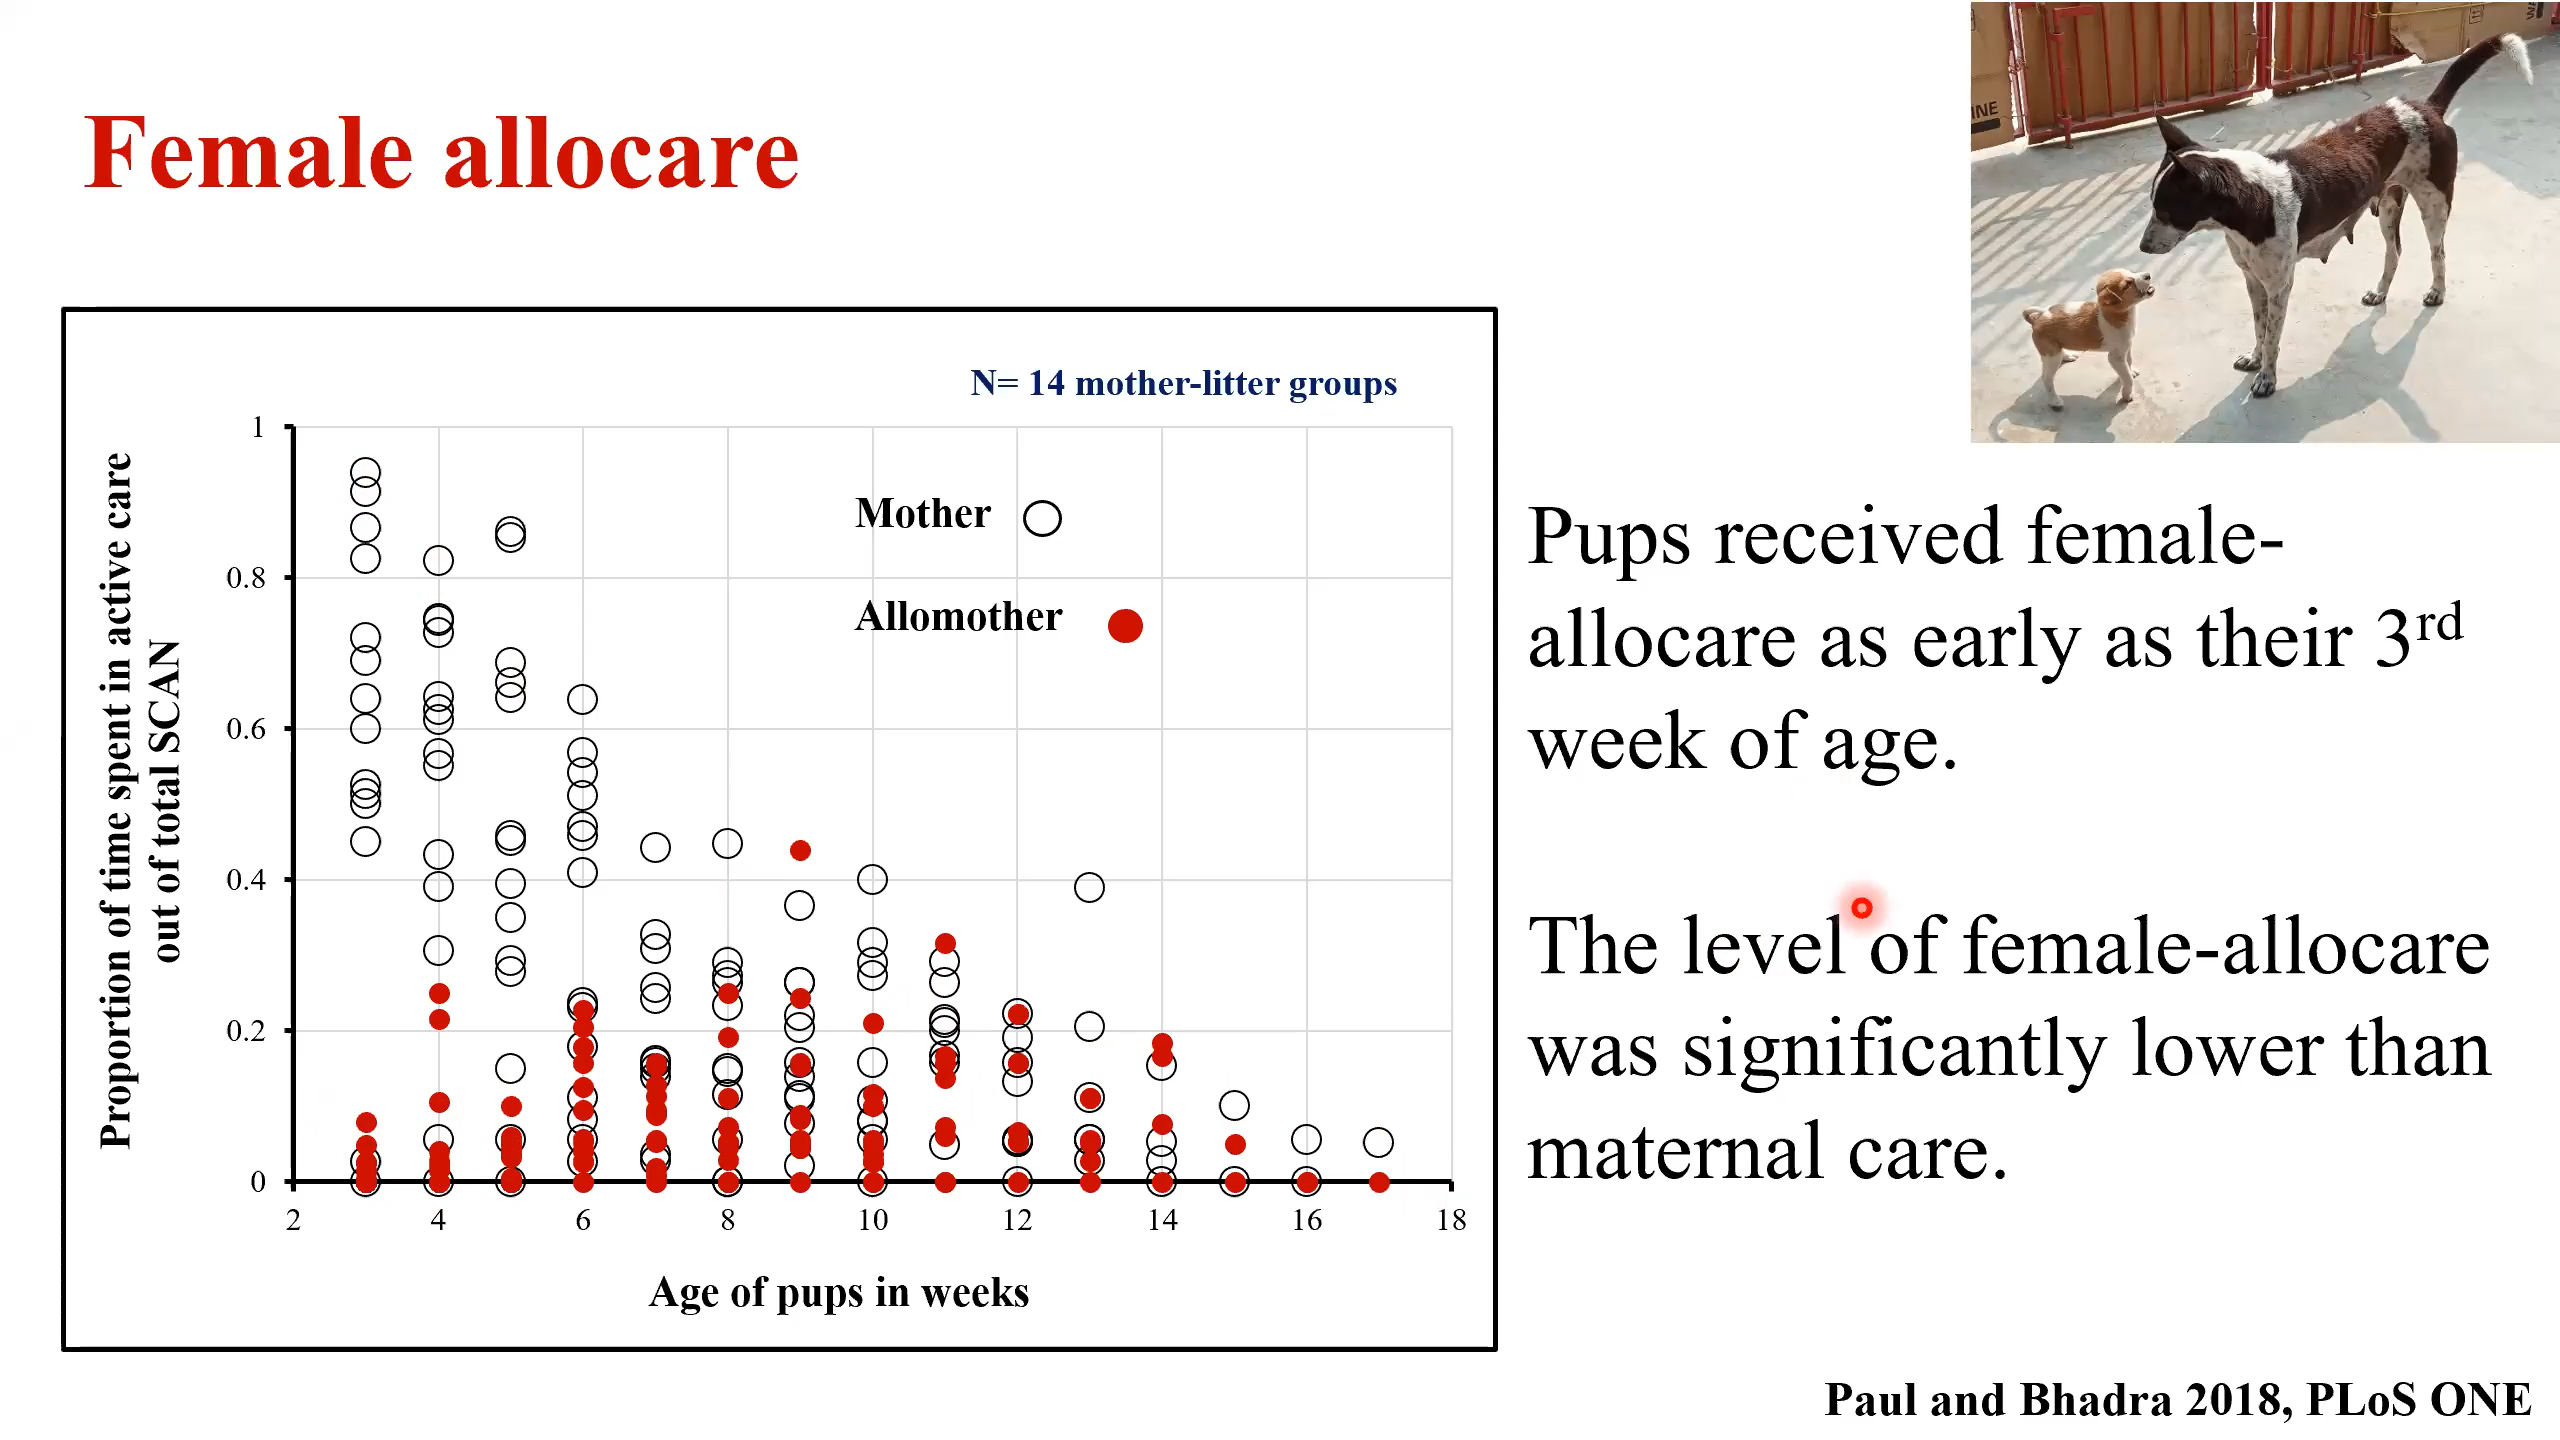 Female allocare
N= 14 mother-litter groups
Proportion of time spent in active care
out of total SCAN
1
0.8
0.6
0.4
0.2
0
Mother
Allomother
2 4 6 8 10 12 14 16 18
Age of pups in weeks
INE
Pups received female-
allocare as early as their 3rd
week of age.
The level of female-allocare
was significantly lower than
maternal care.
Paul and Bhadra 2018, PLoS ONE